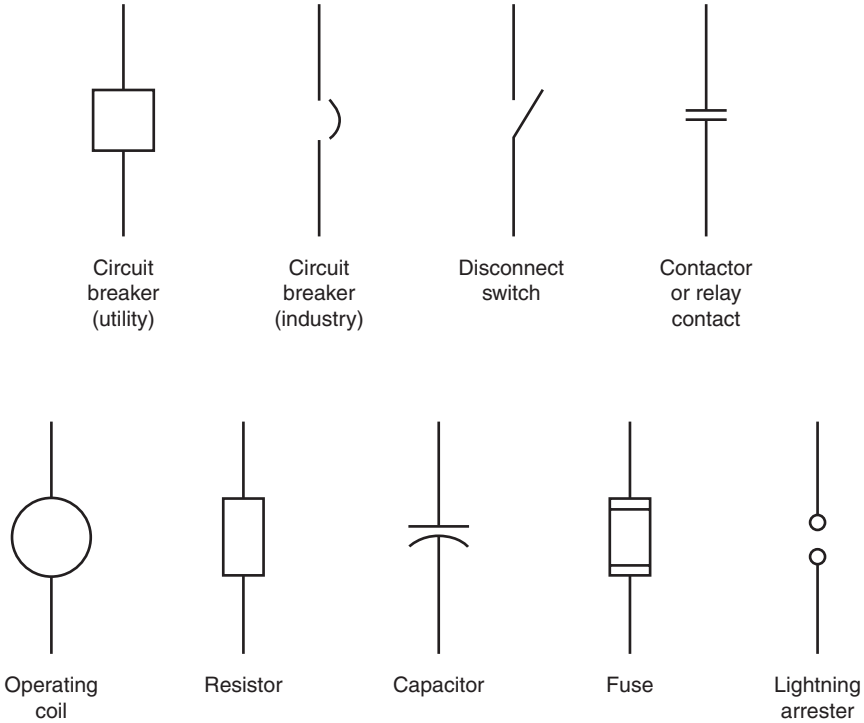 Circuit
breaker
(utility)
Circuit
breaker
(industry)
Disconnect
switch
Contactor
or relay
contact
Operating
coil
Resistor
Capacitor
Fuse
Lightning
arrester